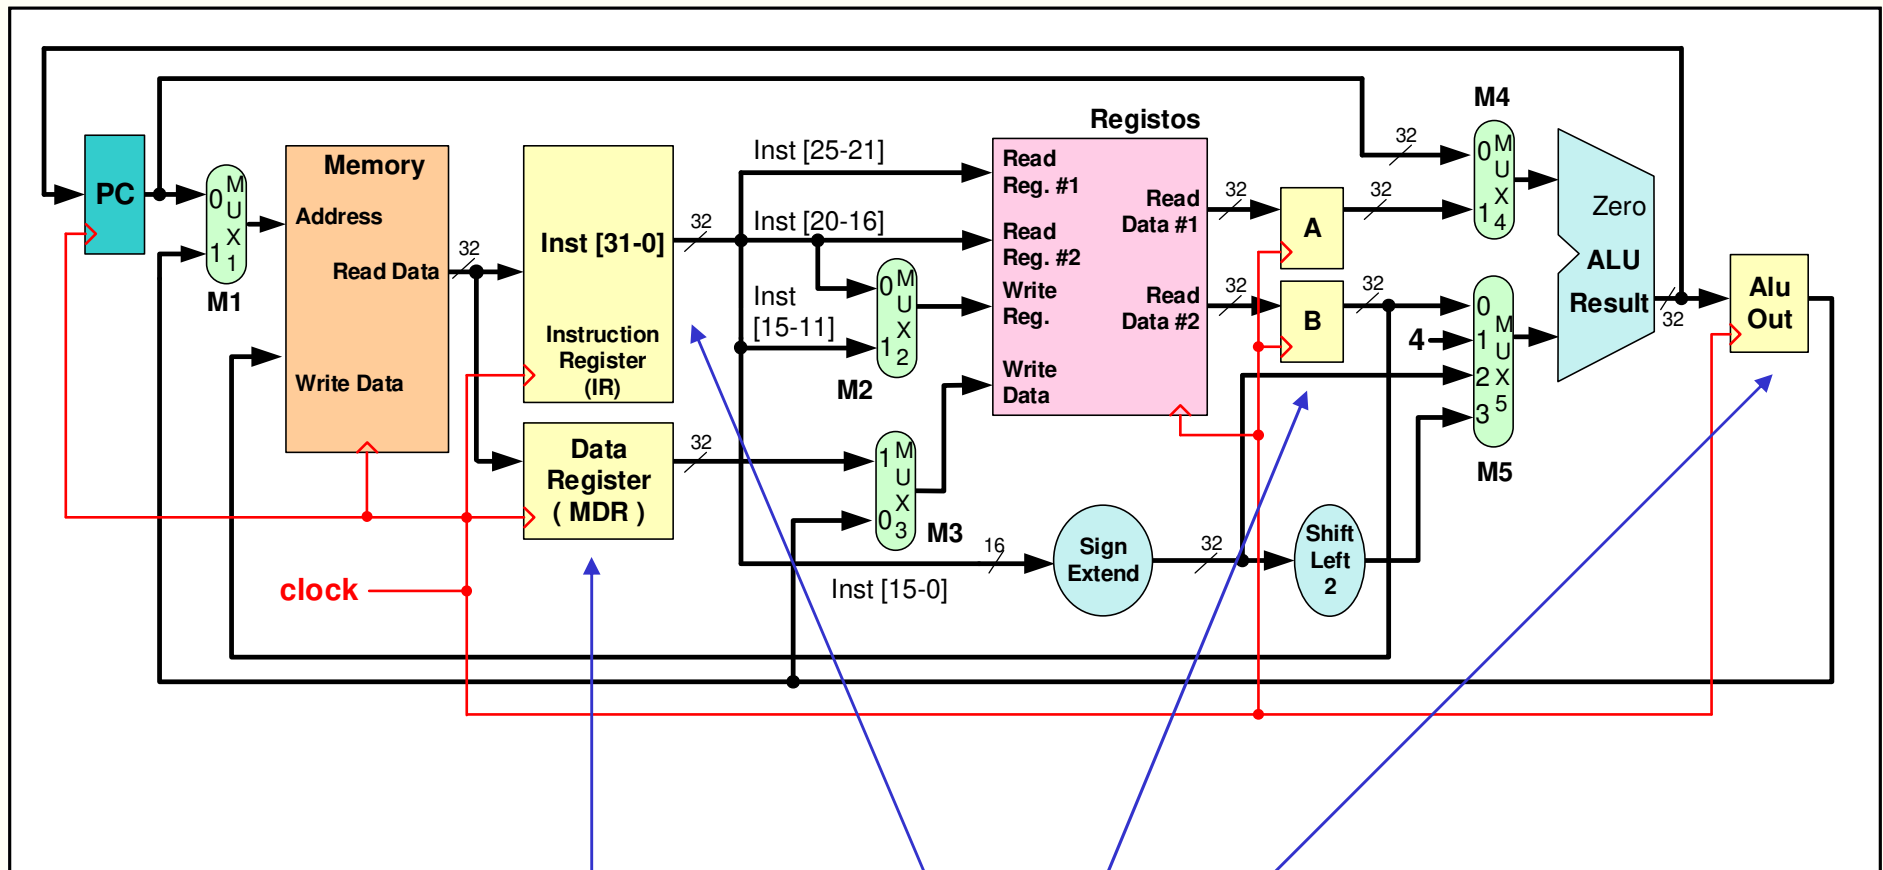 PC
0
1
M
U
X
1
M1
Memory
Address
Read Data
Write Data
32
Inst [31-0]
Instruction
Register
(IR)
32
Data
Register
( MDR )
32
clock
Inst [25-21]
Inst [20-16]
Inst
[15-11]
0
1
M
U
X
2
M2
1
0
M
U
X
3
M3
Inst [15-0]
16
Registos
Read
Reg. #1
Read
Reg. #2
Write
Reg.
Write
Data
Read
Data #1
Read
Data #2
32
32
A
B
32
32
Sign
Extend
32
Shift
Left
2
M4
32
0
1
M
U
X
4
4
0
1
2
3
M
U
X
5
M5
Zero
ALU
Result
32
Alu
Out